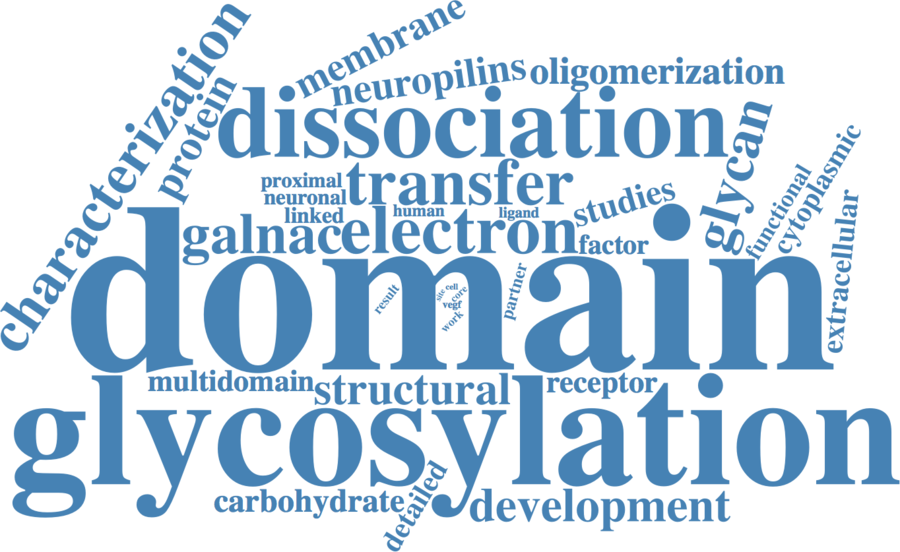 membrane
characterization
protein
neuropilins
oligomerization
dissociation
glycan
proximal
transfer
neuronal
linked
human
ligand
studies
functional
cytoplasmic
galnac
electron
factor
extracellular
domain
result
site
cell
core
vegf
work
partner
multidomain
structural
receptor
glycosylation
carbohydrate
detailed
development